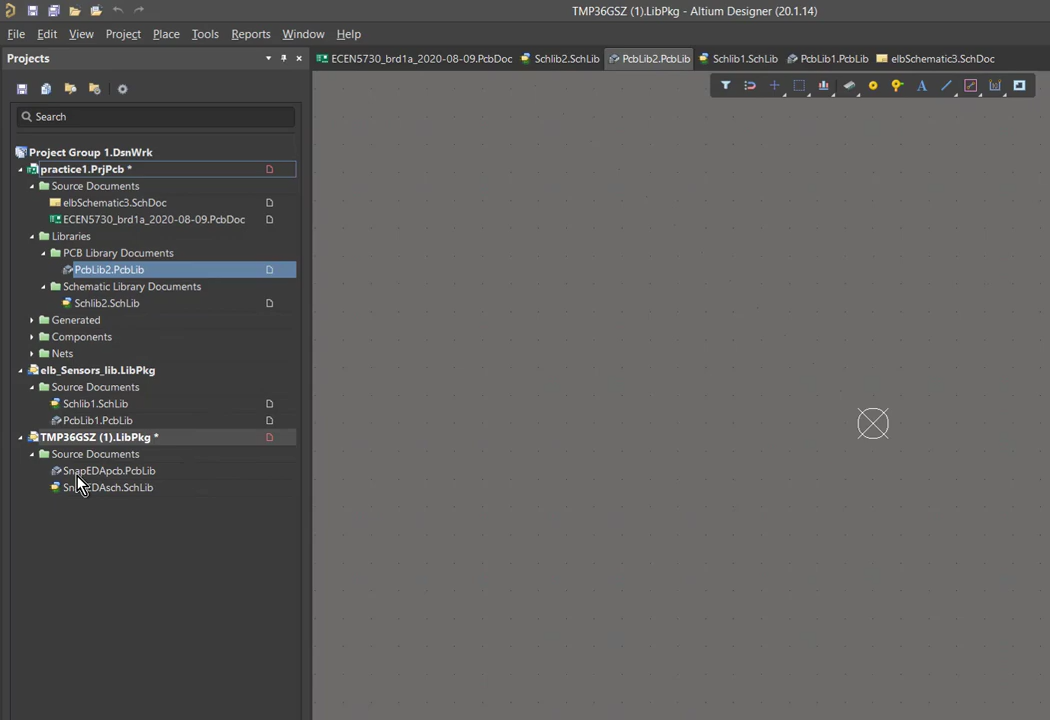 TMP36GSZ (1).LibPkg - Altium Designer (20.1.14)
File Edit View Project Place Tools Reports Window Help
Projects
ECEN5730_brd1a_2020-08-09.PcbDoc Schlib2.SchLib PcbLib2.PcbLib Schlib1.SchLib PcbLib1.PcbLib elbSchematic3.SchDoc
Search
Project Group 1.DsnWrk
practice1.PrjPcb *
Source Documents
elbSchematic3.SchDoc
ECEN5730_brd1a_2020-08-09.PcbDoc
Libraries
PCB Library Documents
PcbLib2.PcbLib
Schematic Library Documents
Schlib2.SchLib
Generated
Components
Nets
elb_Sensors_lib.LibPkg
Source Documents
Schlib1.SchLib
PcbLib1.PcbLib
TMP36GSZ (1).LibPkg *
Source Documents
SnapEDApcb.PcbLib
SnapEDAsch.SchLib